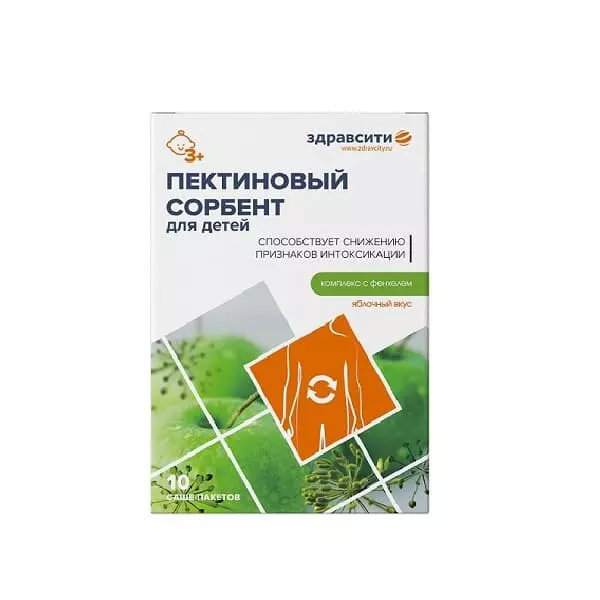 3+
здравсити
www.zdravcity.ru
ПЕКТИНОВЫЙ
СОРБЕНТ
для детей
СПОСОБСТВУЕТ СНИЖЕНИЮ
ПРИЗНАКОВ ИНТОКСИКАЦИИ
комплекс с фенхелем
яблочный вкус
10
САШЕ-ПАКЕТОВ